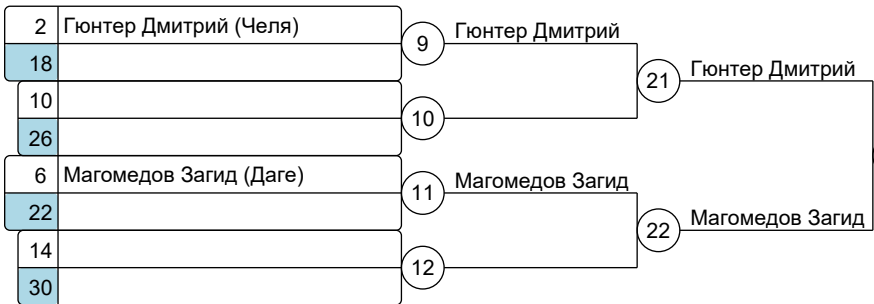 2 Гюнтер Дмитрий (Челя)
9 Гюнтер Дмитрий
18
21 Гюнтер Дмитрий
10
10
26
6 Магомедов Загид (Даге)
11 Магомедов Загид
22
22 Магомедов Загид
14
12
30